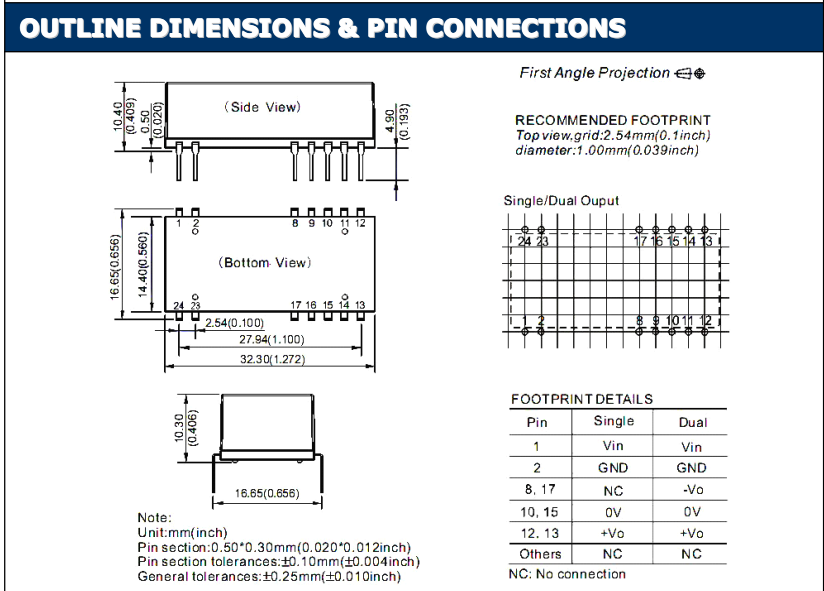 OUTLINE DIMENSIONS & PIN CONNECTIONS
First Angle Projection
10.40
(0.409)
0.50
(0.020)
(Side View)
4.90
(0.193)
RECOMMENDED FOOTPRINT
Top view,grid:2.54mm(0.1inch)
diameter:1.00mm(0.039inch)
16.65(0.656)
14.40(0.560)
1 2 8 9 10 11 12
(Bottom View)
24 23 17 16 15 14 13
2.54(0.100)
27.94(1.100)
32.30(1.272)
Single/Dual Ouput
24 23 17 16 15 14 13
1 2 8 9 10 11 12
10.30
(0.406)
16.65(0.656)
FOOTPRINT DETAILS
Pin Single Dual
1 Vin Vin
2 GND GND
8, 17 NC -Vo
10, 15 0V 0V
12, 13 +Vo +Vo
Others NC NC
NC: No connection
Note:
Unit:mm(inch)
Pin section:0.50*0.30mm(0.020*0.012inch)
Pin section tolerances:±0.10mm(±0.004inch)
General tolerances:±0.25mm(±0.010inch)